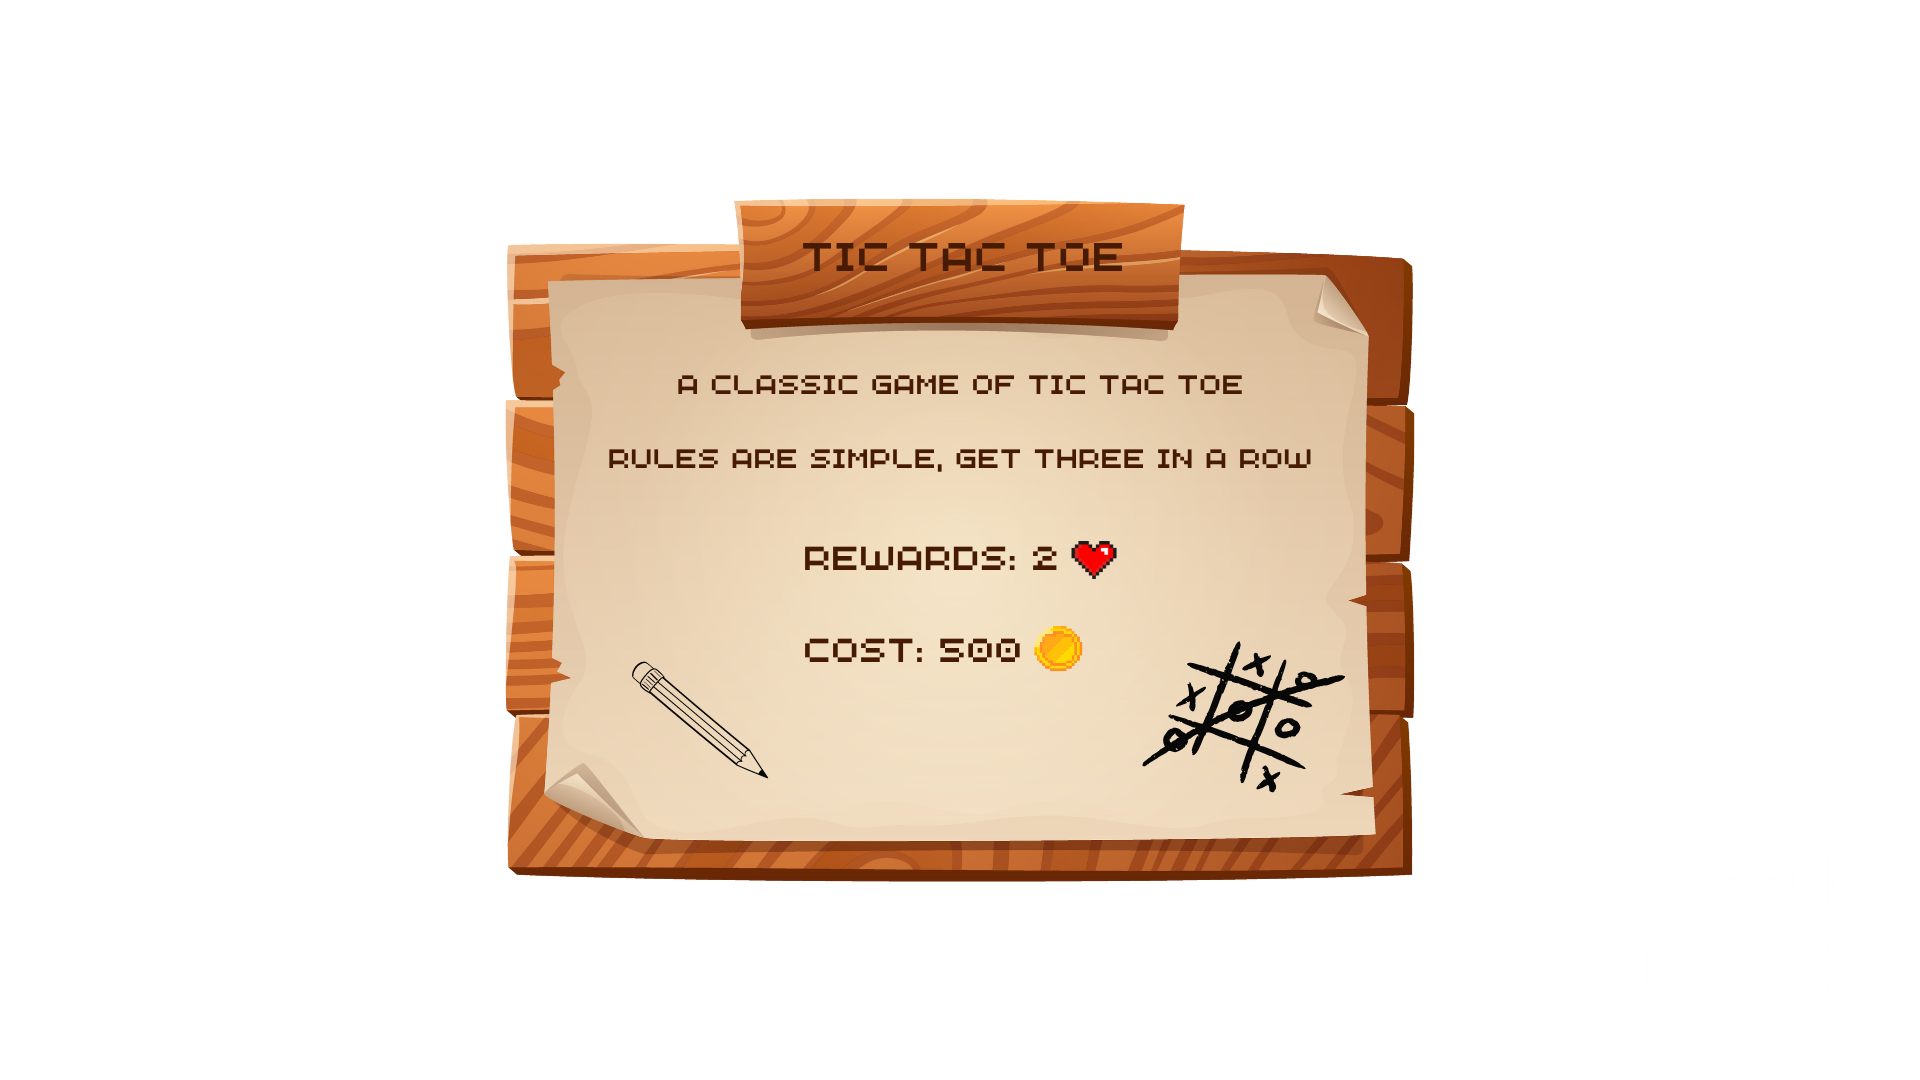 TIC TAC TOE
A CLASSIC GAME OF TIC TAC TOE
RULES ARE SIMPLE, GET THREE IN A ROW
REWARDS: 2
COST: 500